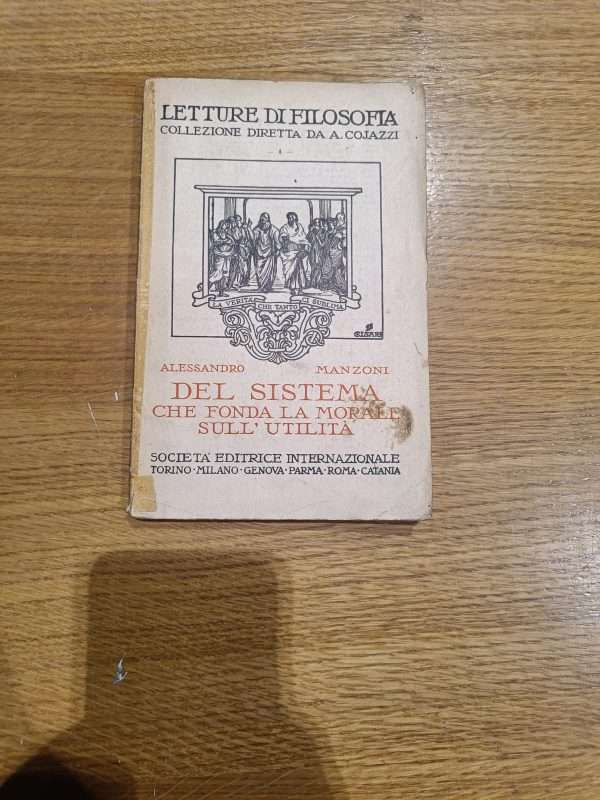 LETTURE DI FILOSOFIA
COLLEZIONE DIRETTA DA A. COJAZZI
LA VERITÀ CHE TANTO CI SUBLIMA
ALESSANDRO MANZONI
DEL SISTEMA
CHE FONDA LA MORALE
SULL'UTILITÀ
SOCIETÀ EDITRICE INTERNAZIONALE
TORINO · MILANO · GENOVA · PARMA · ROMA · CATANIA